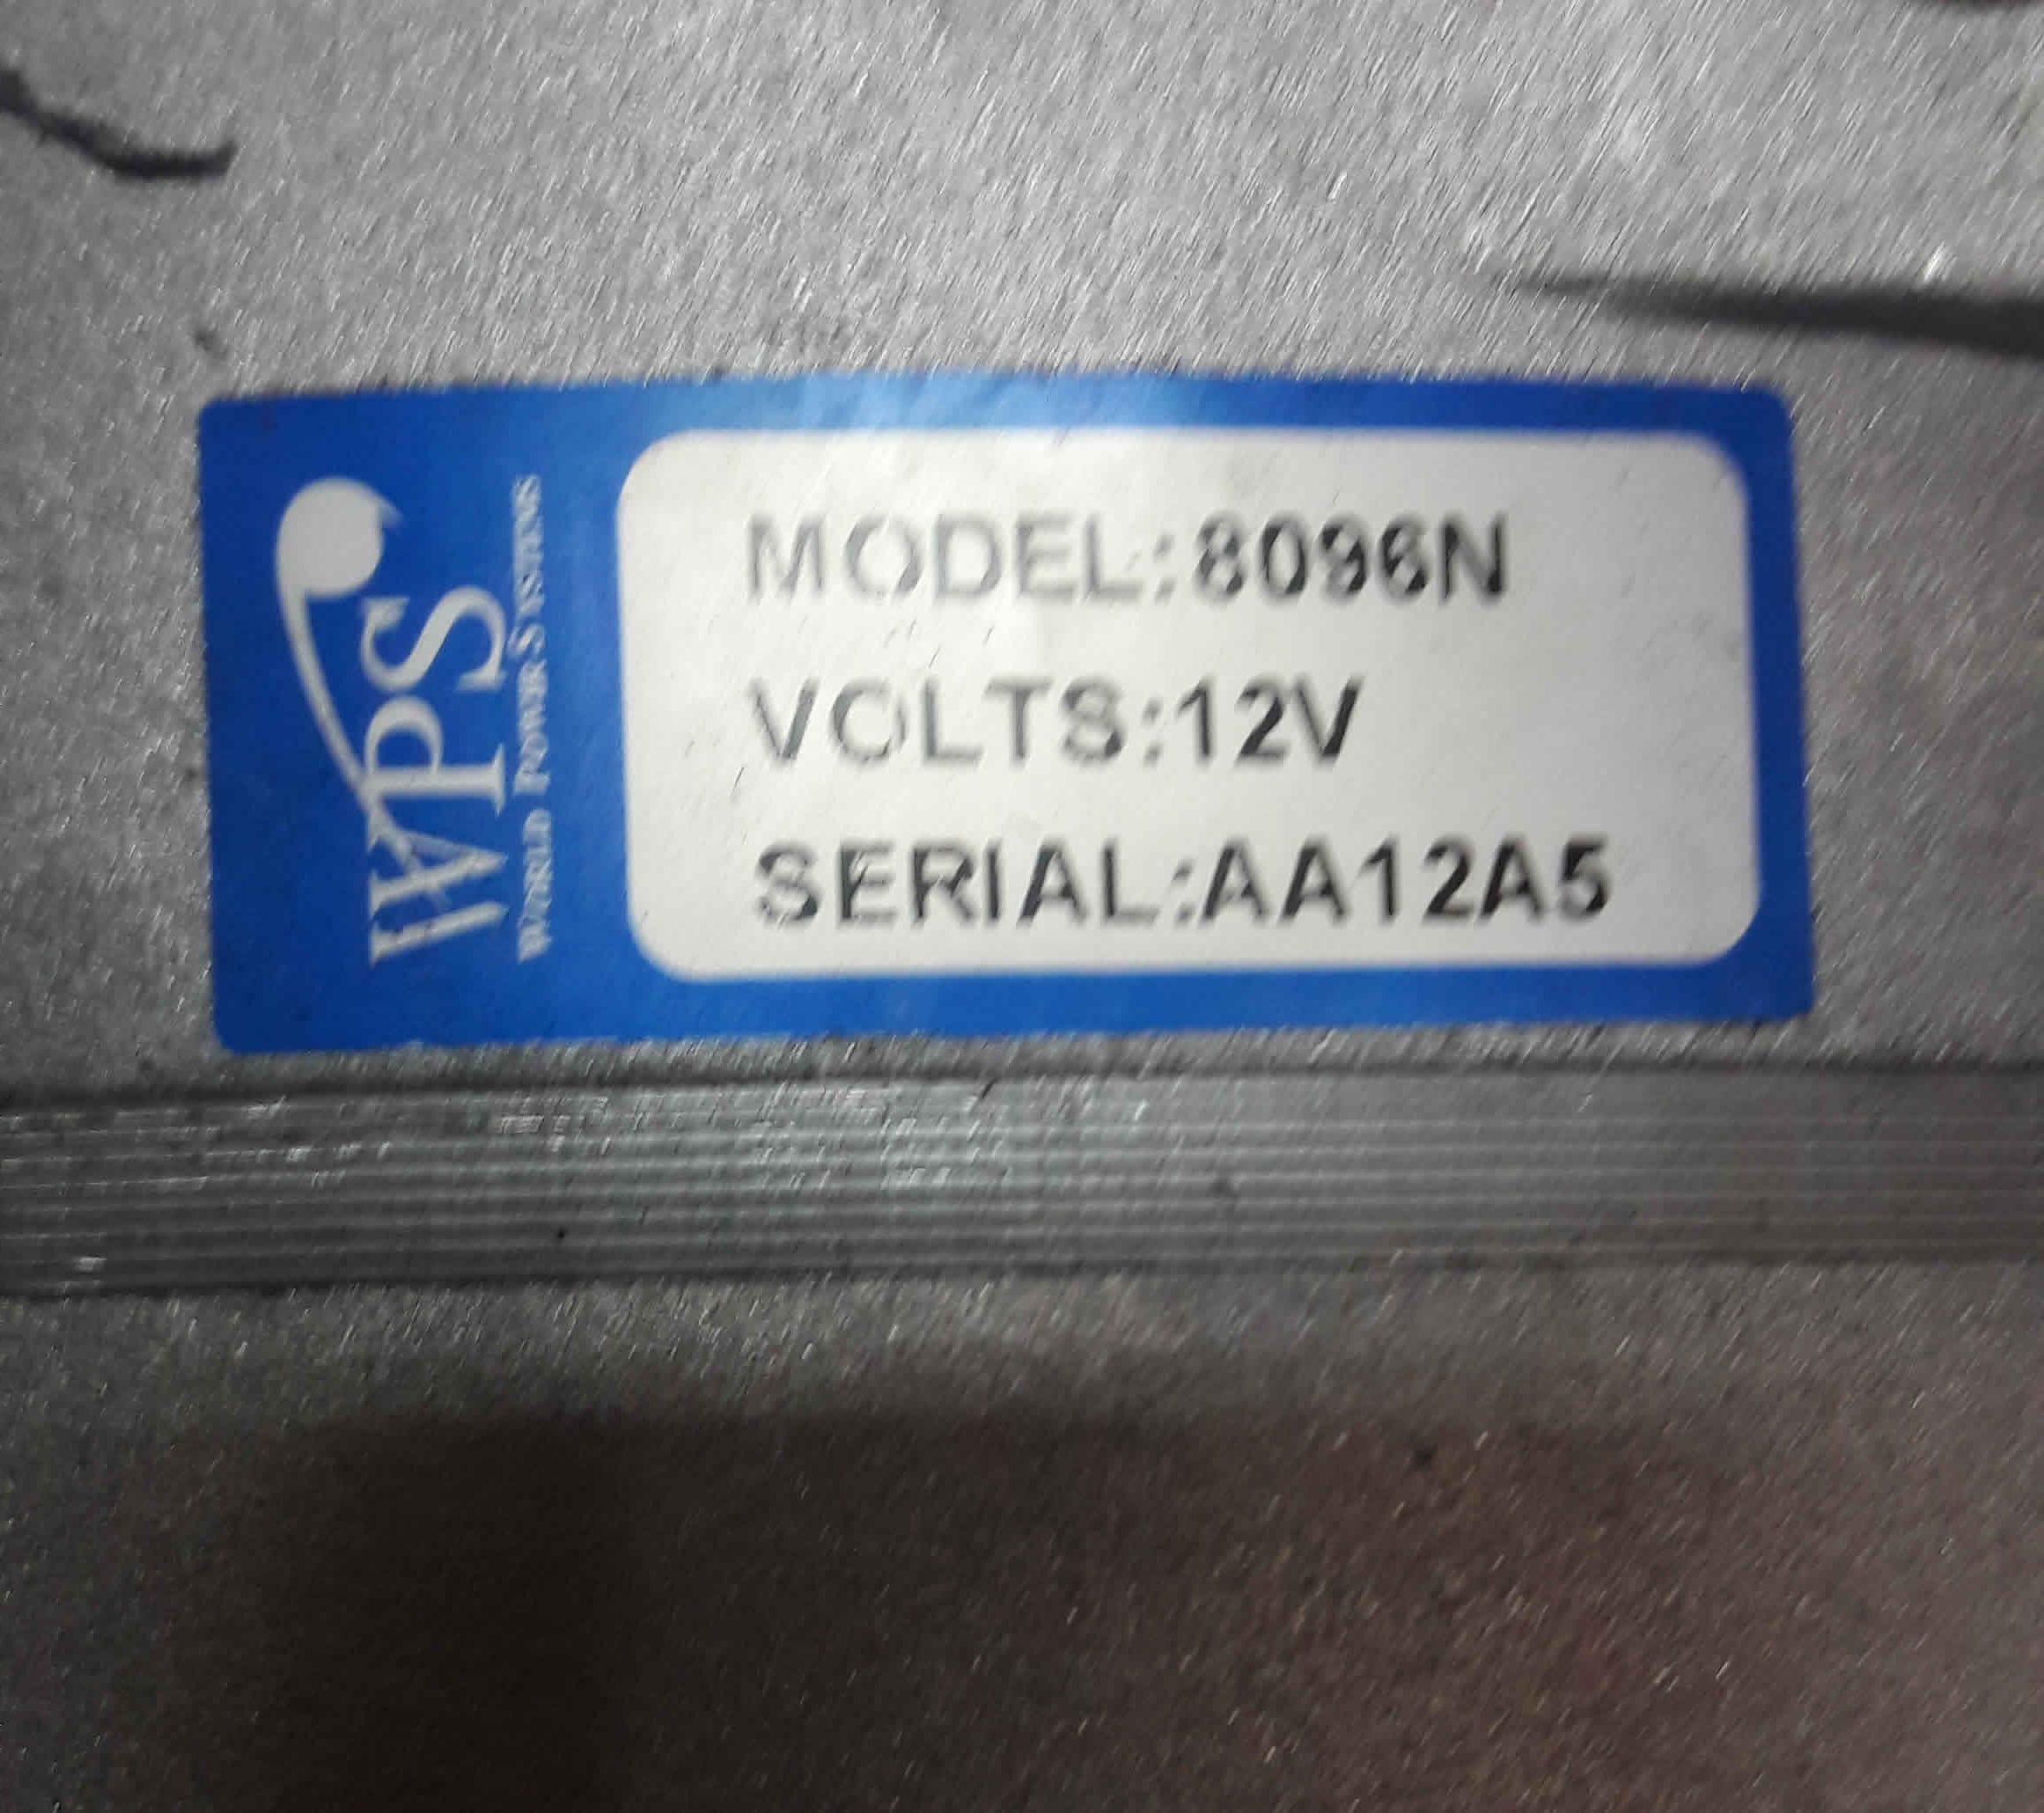 WPS
WORLD POWER SYSTEMS
MODEL:8096N
VOLTS:12V
SERIAL:AA12A5